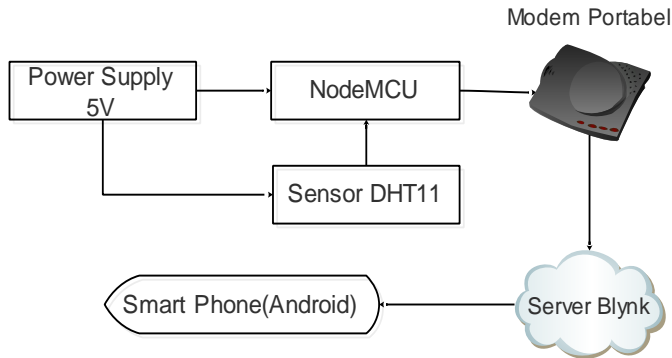 Modem Portabel
Power Supply
5V
NodeMCU
Sensor DHT11
Smart Phone(Android)
Server Blynk